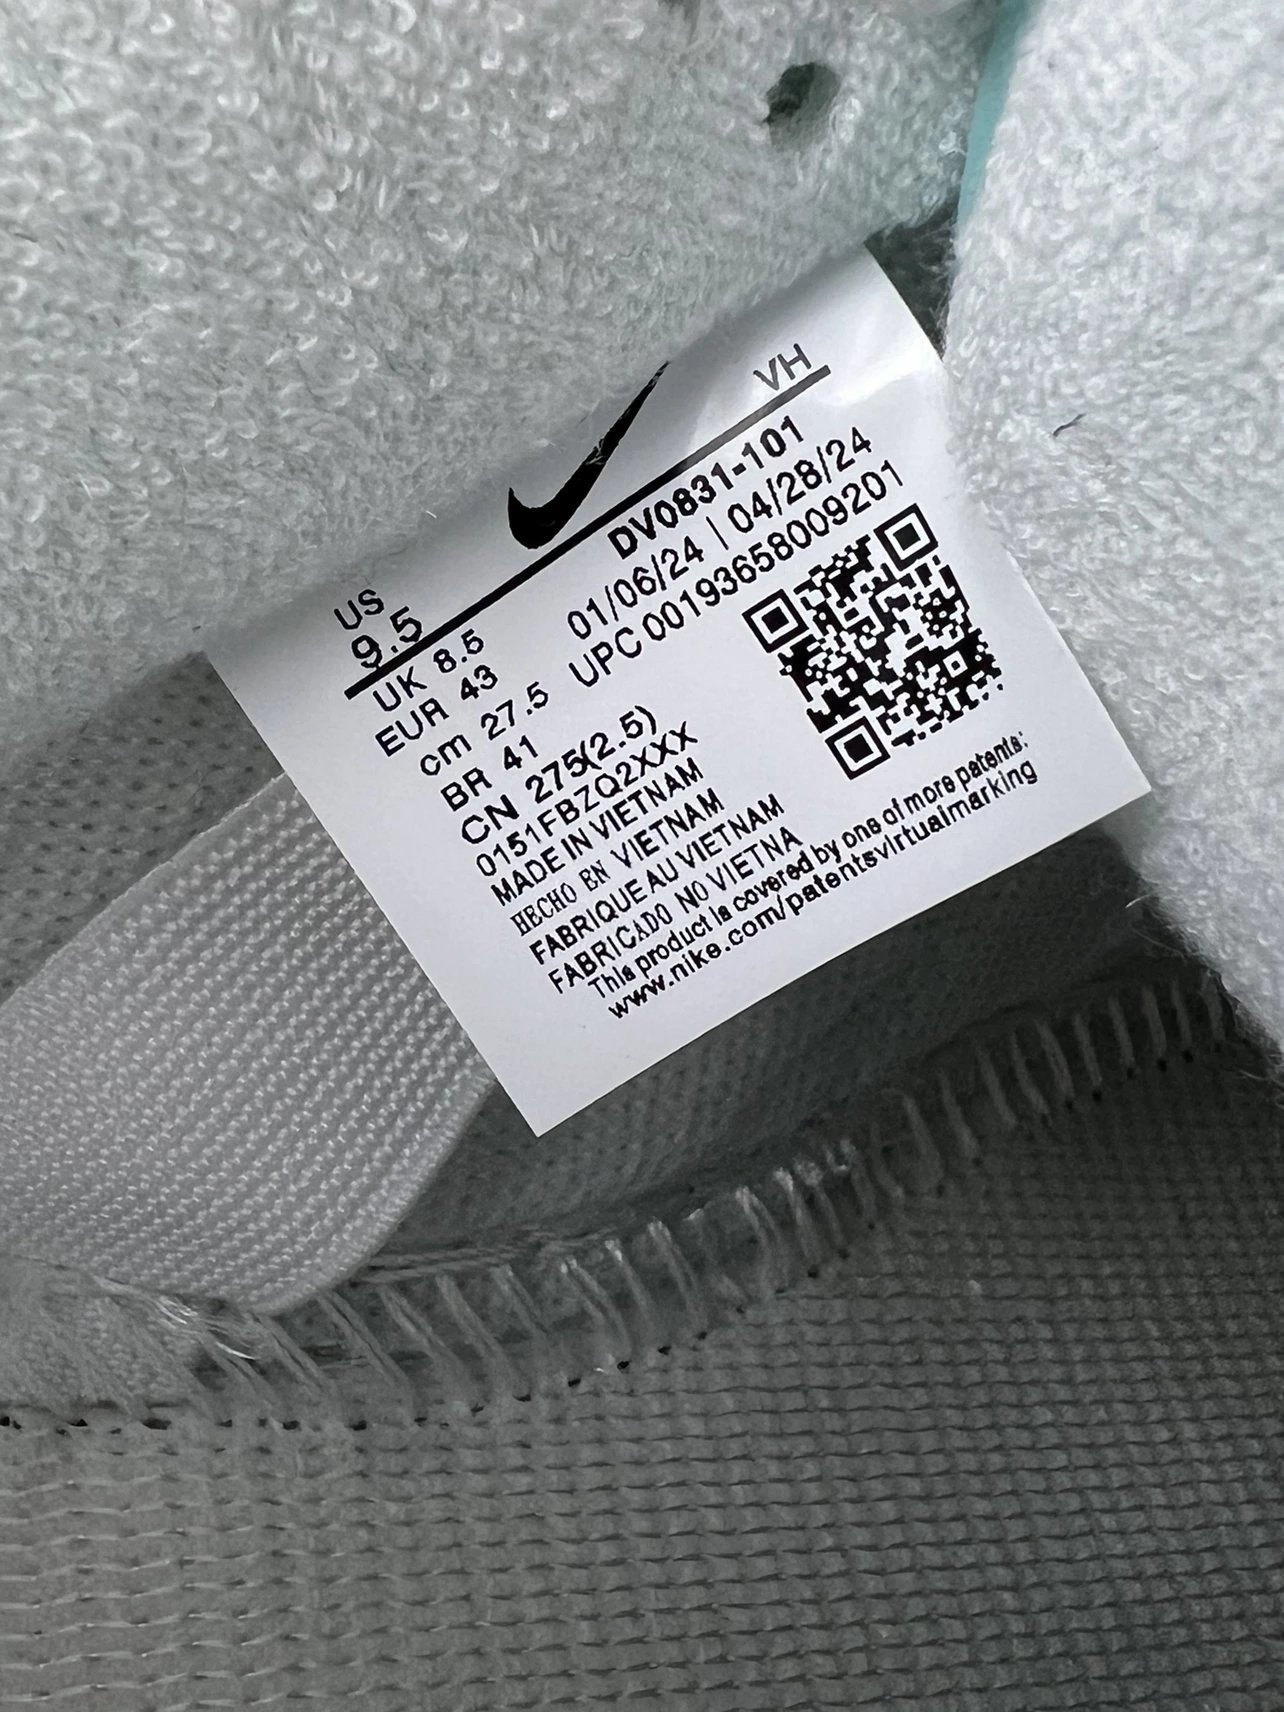 VH
US
9.5
DV0831-101
UK 8.5
01/06/24 | 04/28/24
EUR 43
UPC 00193658009201
cm 27.5
BR 41
CN 275(2.5)
0151FBZQ2XXX
MADE IN VIETNAM
HECHO EN VIETNAM
FABRIQUE AU VIETNAM
FABRICADO NO VIETNA
This product is covered by one of more patents:
www.nike.com/patentsvirtualmarking